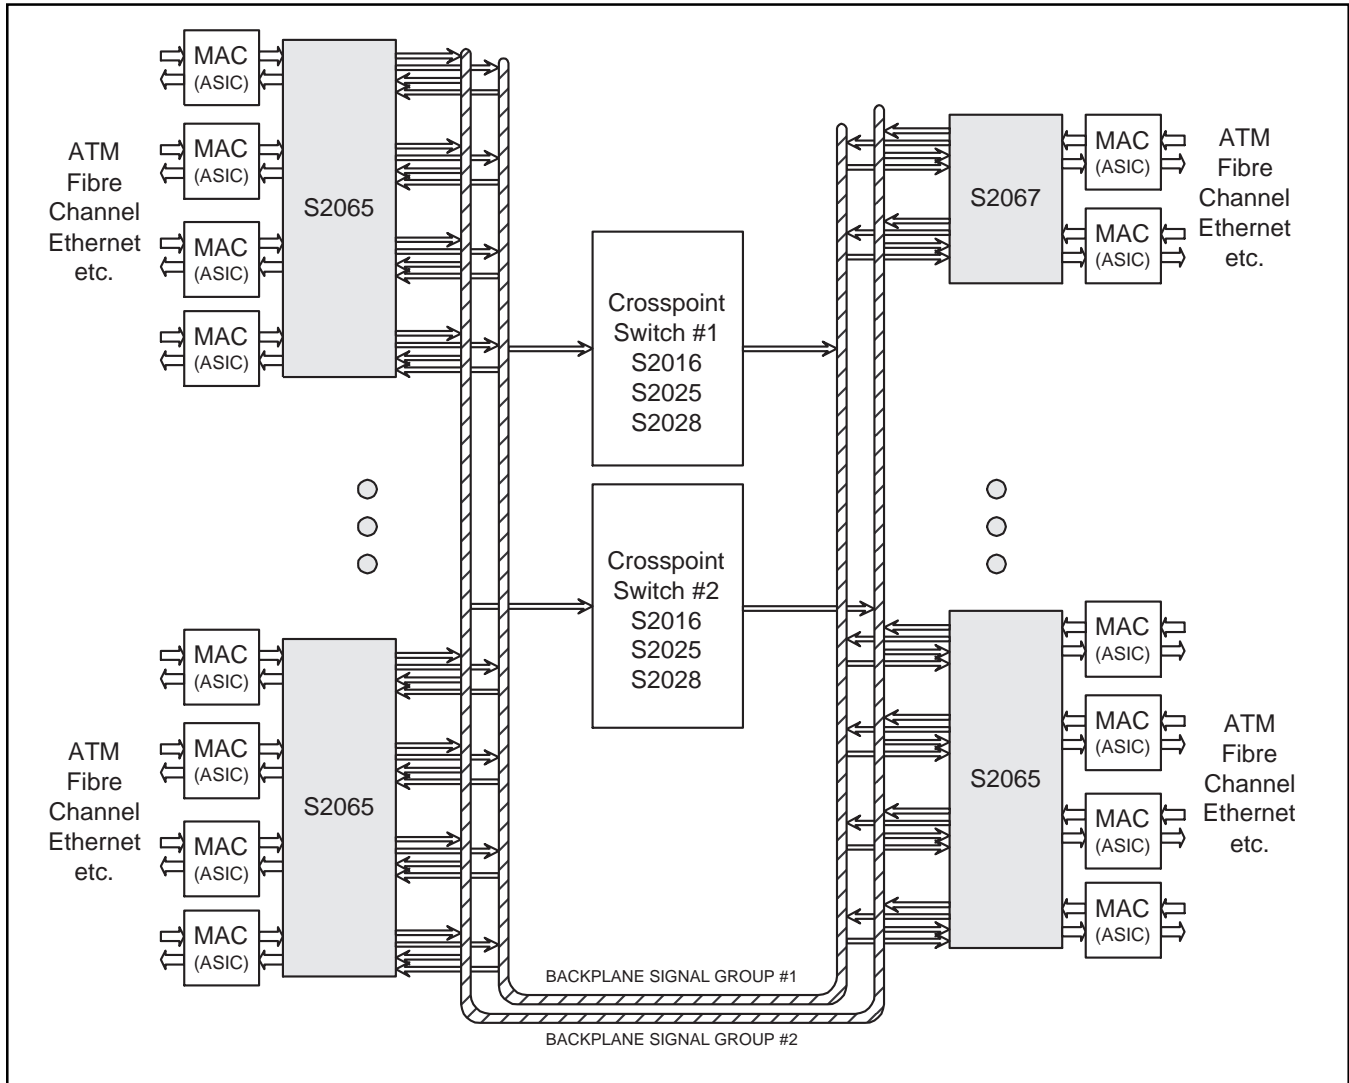 MAC
(ASIC)
MAC
(ASIC)
MAC
(ASIC)
MAC
(ASIC)
ATM
Fibre
Channel
Ethernet
etc.
S2065
Crosspoint
Switch #1
S2016
S2025
S2028
S2067
MAC
(ASIC)
MAC
(ASIC)
ATM
Fibre
Channel
Ethernet
etc.
Crosspoint
Switch #2
S2016
S2025
S2028
MAC
(ASIC)
MAC
(ASIC)
MAC
(ASIC)
MAC
(ASIC)
ATM
Fibre
Channel
Ethernet
etc.
S2065
S2065
MAC
(ASIC)
MAC
(ASIC)
MAC
(ASIC)
MAC
(ASIC)
ATM
Fibre
Channel
Ethernet
etc.
BACKPLANE SIGNAL GROUP #1
BACKPLANE SIGNAL GROUP #2